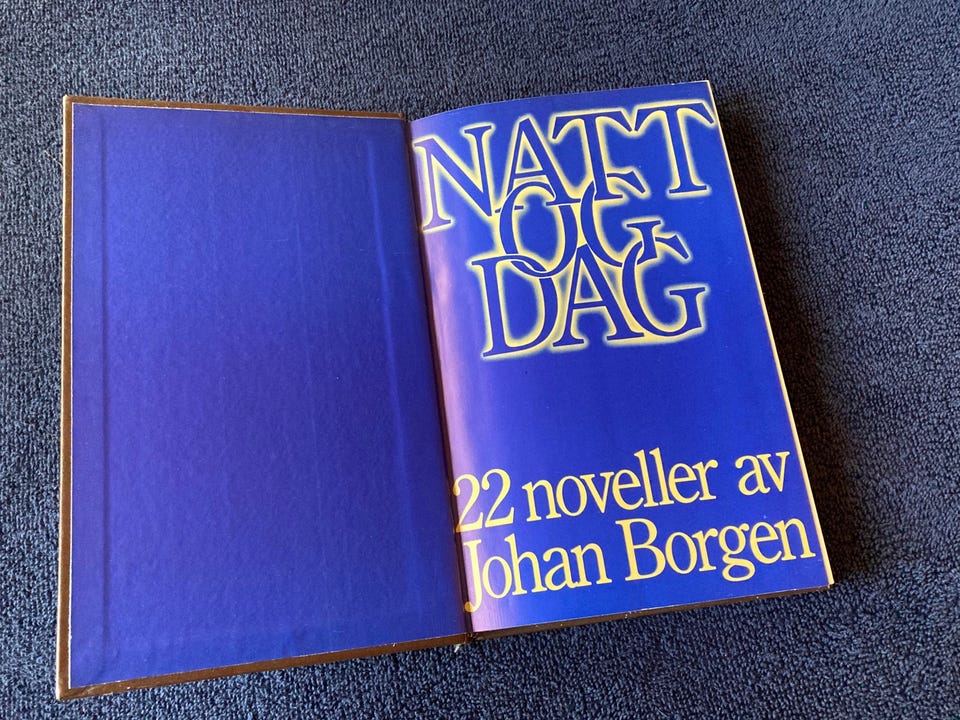 NATT
OG
DAG
22 noveller av
Johan Borgen